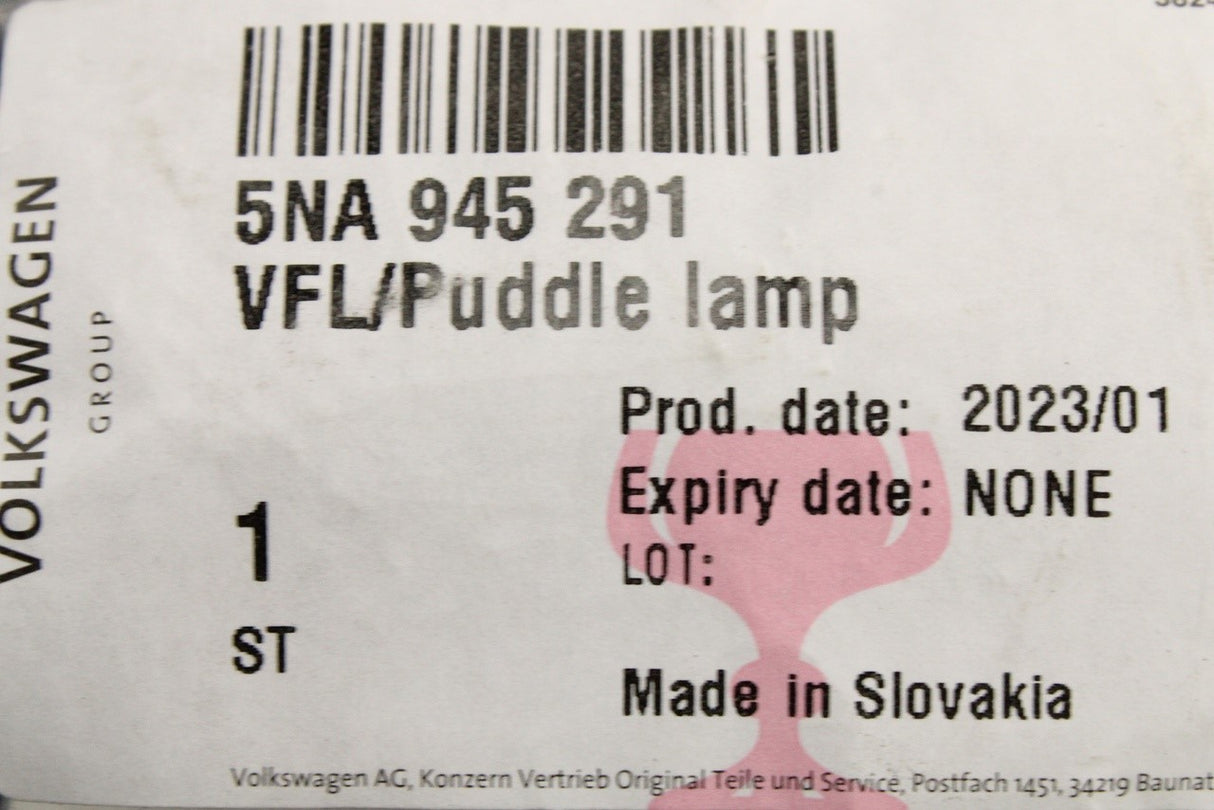 VOLKSWAGEN
GROUP
5NA 945 291
VFL/Puddle lamp
Prod. date: 2023/01
Expiry date: NONE
LOT:
1
ST
Made in Slovakia
Volkswagen AG, Konzern Vertrieb Original Teile und Service, Postfach 1451, 34219 Baunat